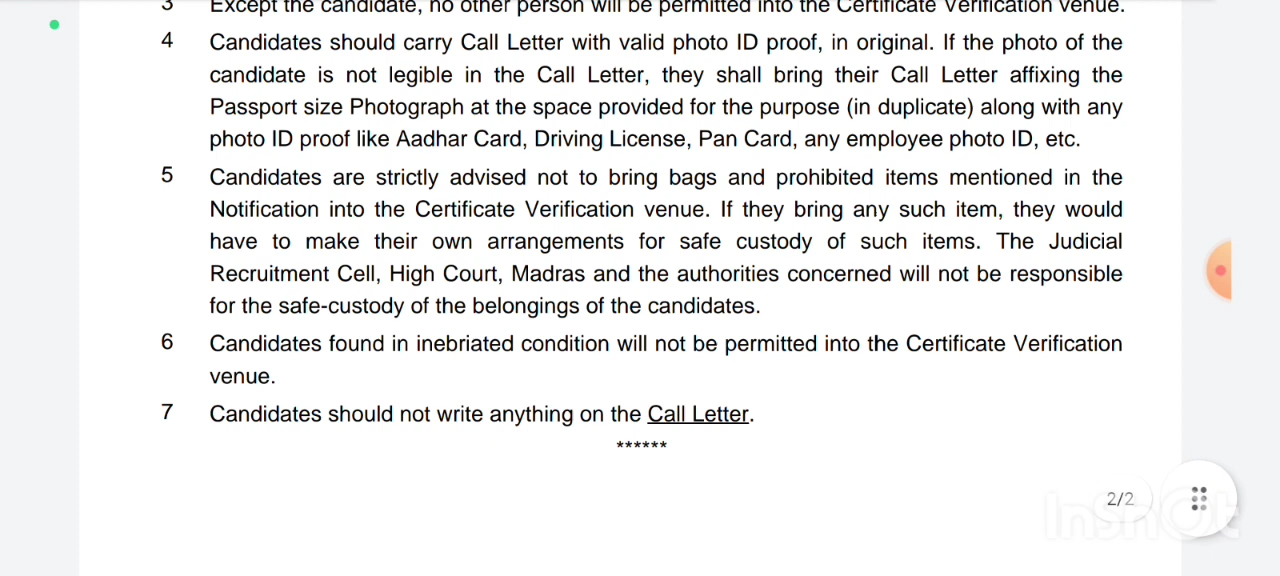 3 Except the candidate, no other person will be permitted into the Certificate Verification venue.
4 Candidates should carry Call Letter with valid photo ID proof, in original. If the photo of the
candidate is not legible in the Call Letter, they shall bring their Call Letter affixing the
Passport size Photograph at the space provided for the purpose (in duplicate) along with any
photo ID proof like Aadhar Card, Driving License, Pan Card, any employee photo ID, etc.
5 Candidates are strictly advised not to bring bags and prohibited items mentioned in the
Notification into the Certificate Verification venue. If they bring any such item, they would
have to make their own arrangements for safe custody of such items. The Judicial
Recruitment Cell, High Court, Madras and the authorities concerned will not be responsible
for the safe-custody of the belongings of the candidates.
6 Candidates found in inebriated condition will not be permitted into the Certificate Verification
venue.
7 Candidates should not write anything on the Call Letter.
******
2/2
InShOt